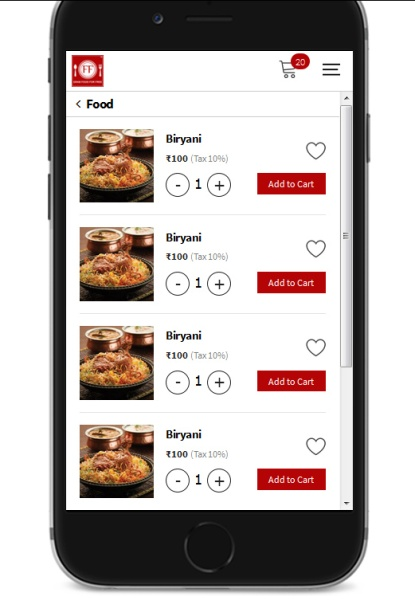 FF
20
Food
Biryani
₹100 (Tax 10%)
- 1 +
Add to Cart
Biryani
₹100 (Tax 10%)
- 1 +
Add to Cart
Biryani
₹100 (Tax 10%)
- 1 +
Add to Cart
Biryani
₹100 (Tax 10%)
- 1 +
Add to Cart